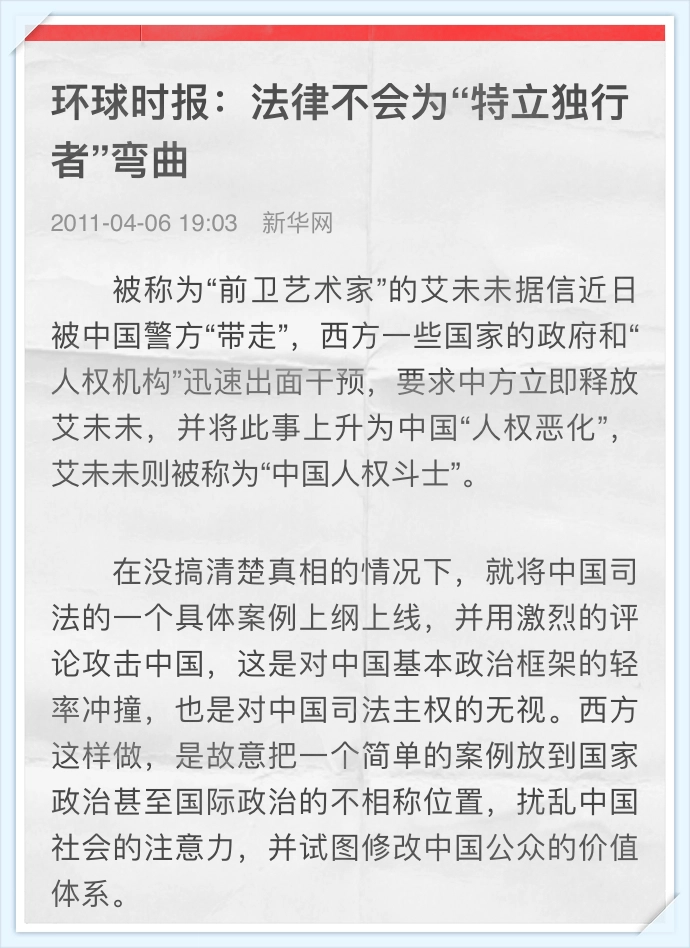 环球时报：法律不会为“特立独行
者”弯曲
2011-04-06 19:03 新华网
被称为“前卫艺术家”的艾未未据信近日
被中国警方“带走”，西方一些国家的政府和“
人权机构”迅速出面干预，要求中方立即释放
艾未未，并将此事上升为中国“人权恶化”，
艾未未则被称为“中国人权斗士”。
在没搞清楚真相的情况下，就将中国司
法的一个具体案例上纲上线，并用激烈的评
论攻击中国，这是对中国基本政治框架的轻
率冲撞，也是对中国司法主权的无视。西方
这样做，是故意把一个简单的案例放到国家
政治甚至国际政治的不相称位置，扰乱中国
社会的注意力，并试图修改中国公众的价值
体系。